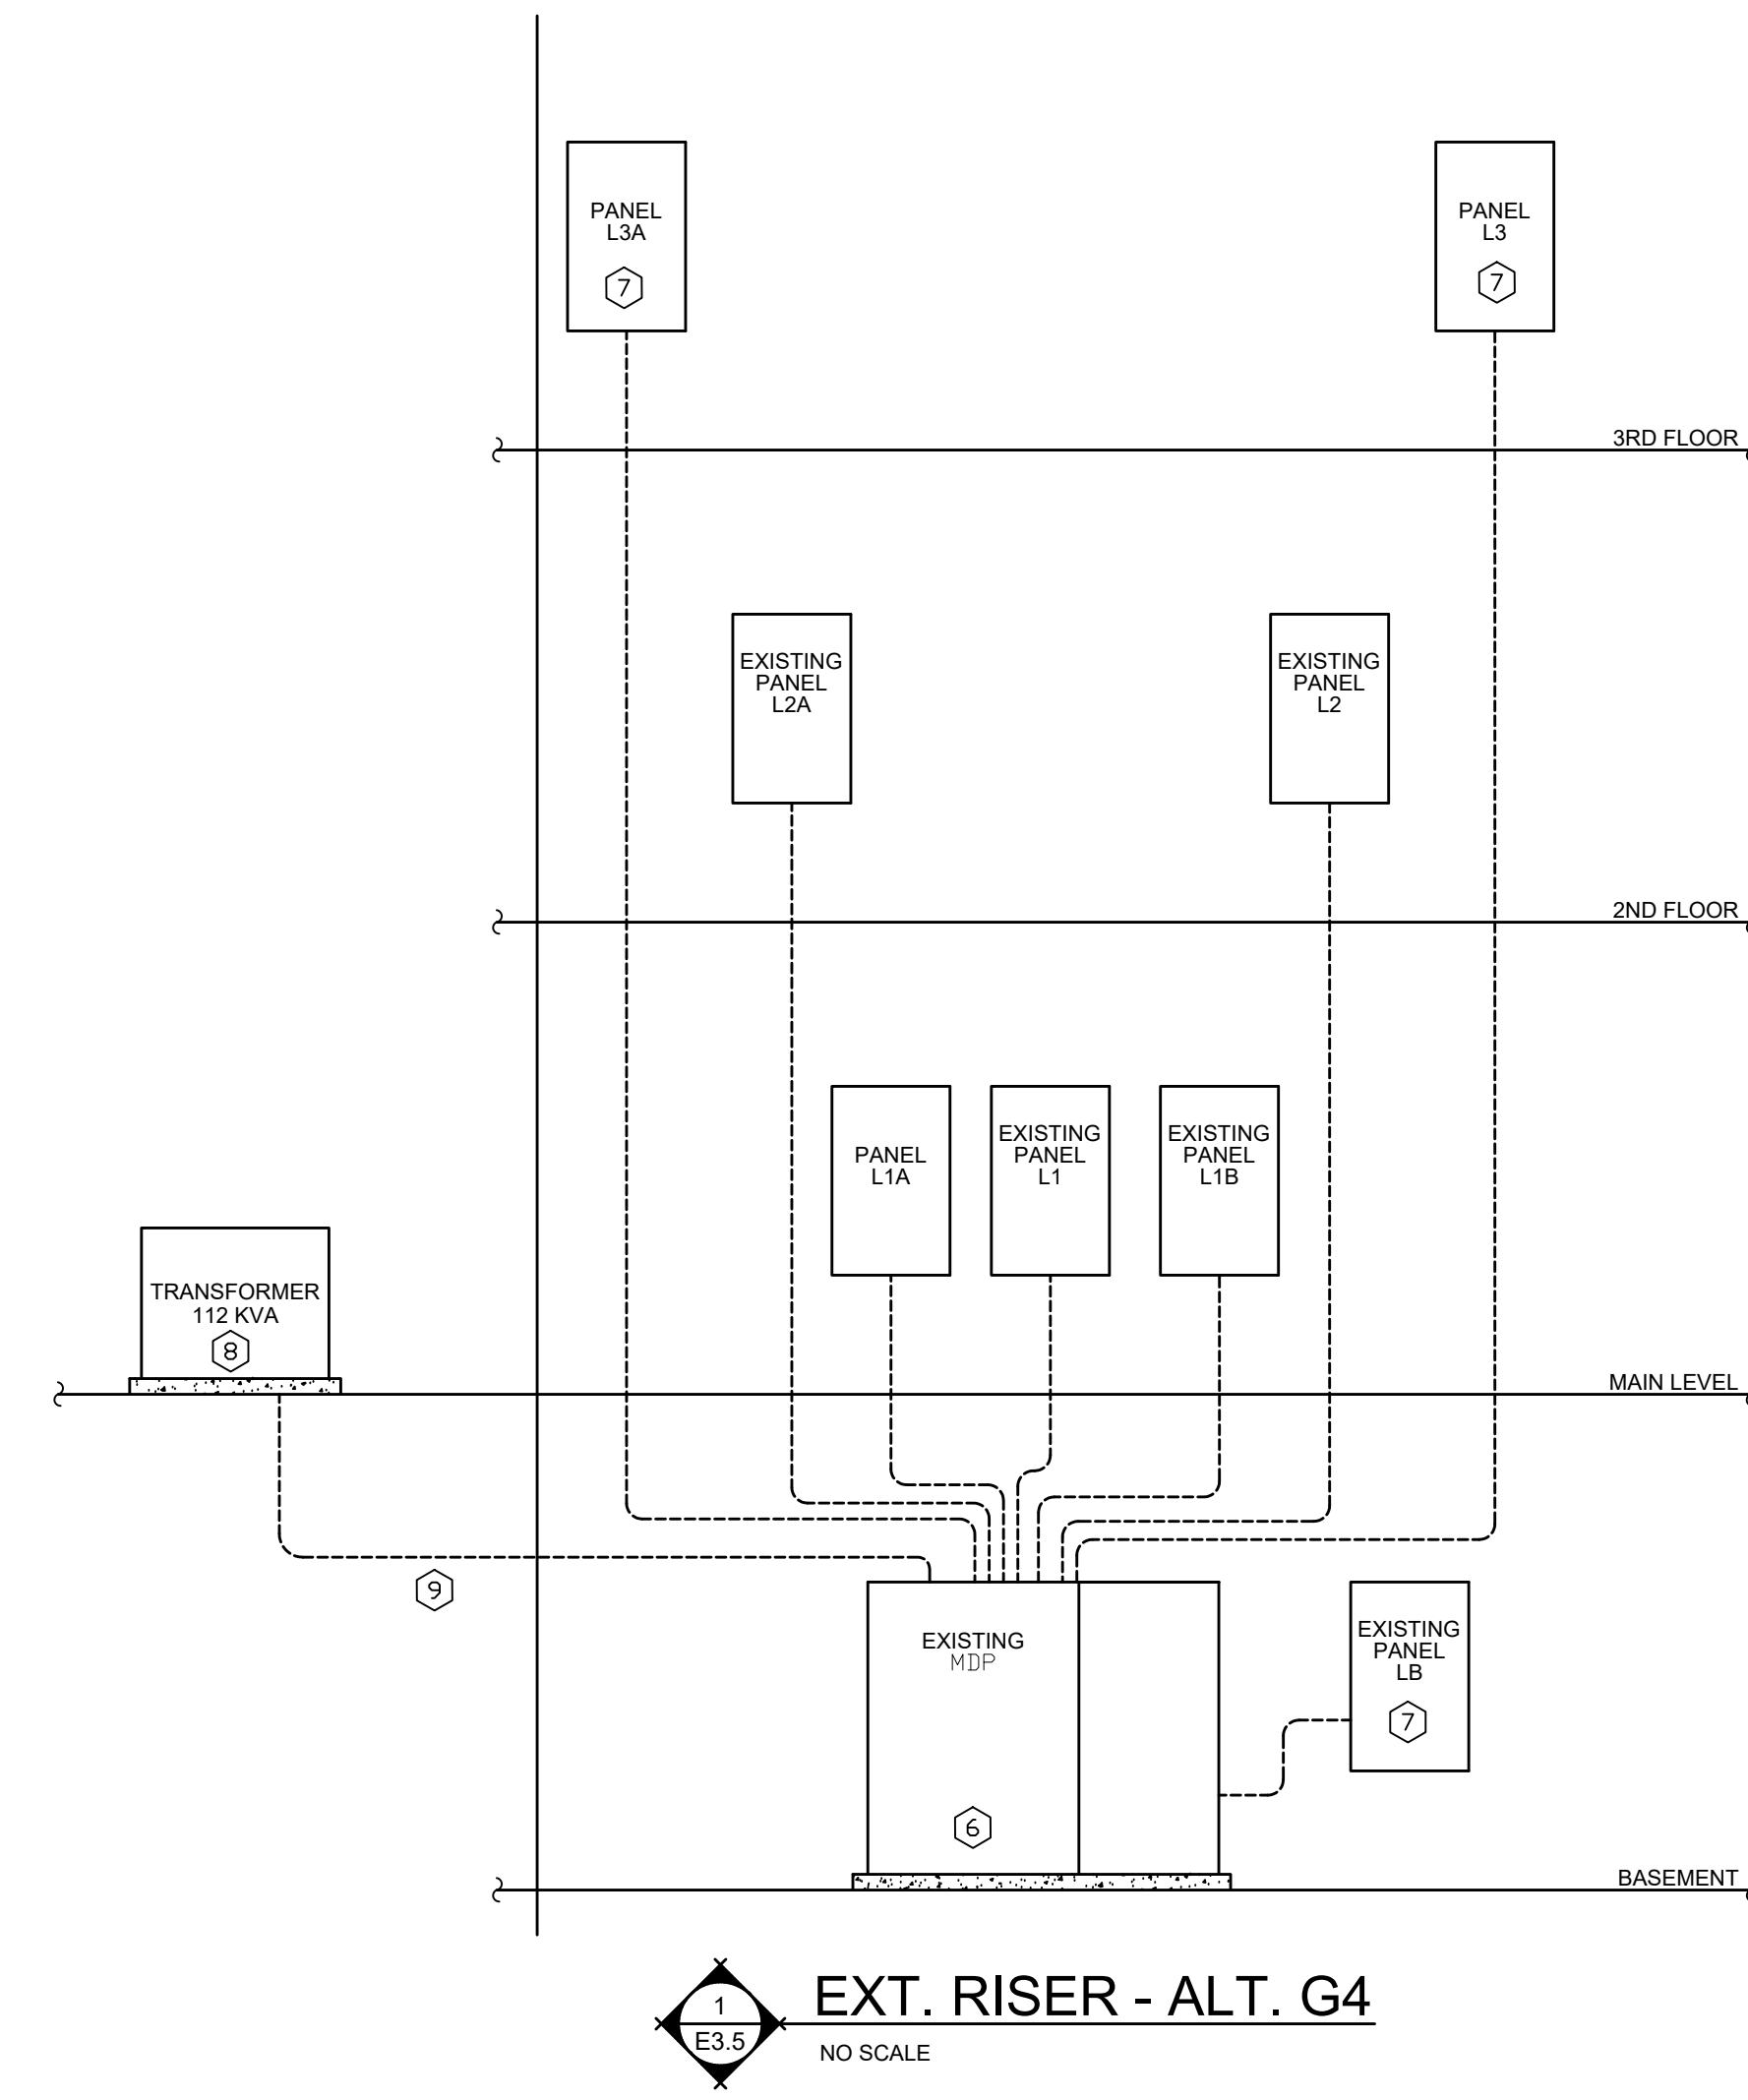 PANEL
L3A
7
PANEL
L3
7
3RD FLOOR
EXISTING
PANEL
L2A
EXISTING
PANEL
L2
2ND FLOOR
PANEL
L1A
EXISTING
PANEL
L1
EXISTING
PANEL
L1B
TRANSFORMER
112 KVA
8
MAIN LEVEL
9
EXISTING
MDP
6
EXISTING
PANEL
LB
7
BASEMENT
1
E3.5
EXT. RISER - ALT. G4
NO SCALE